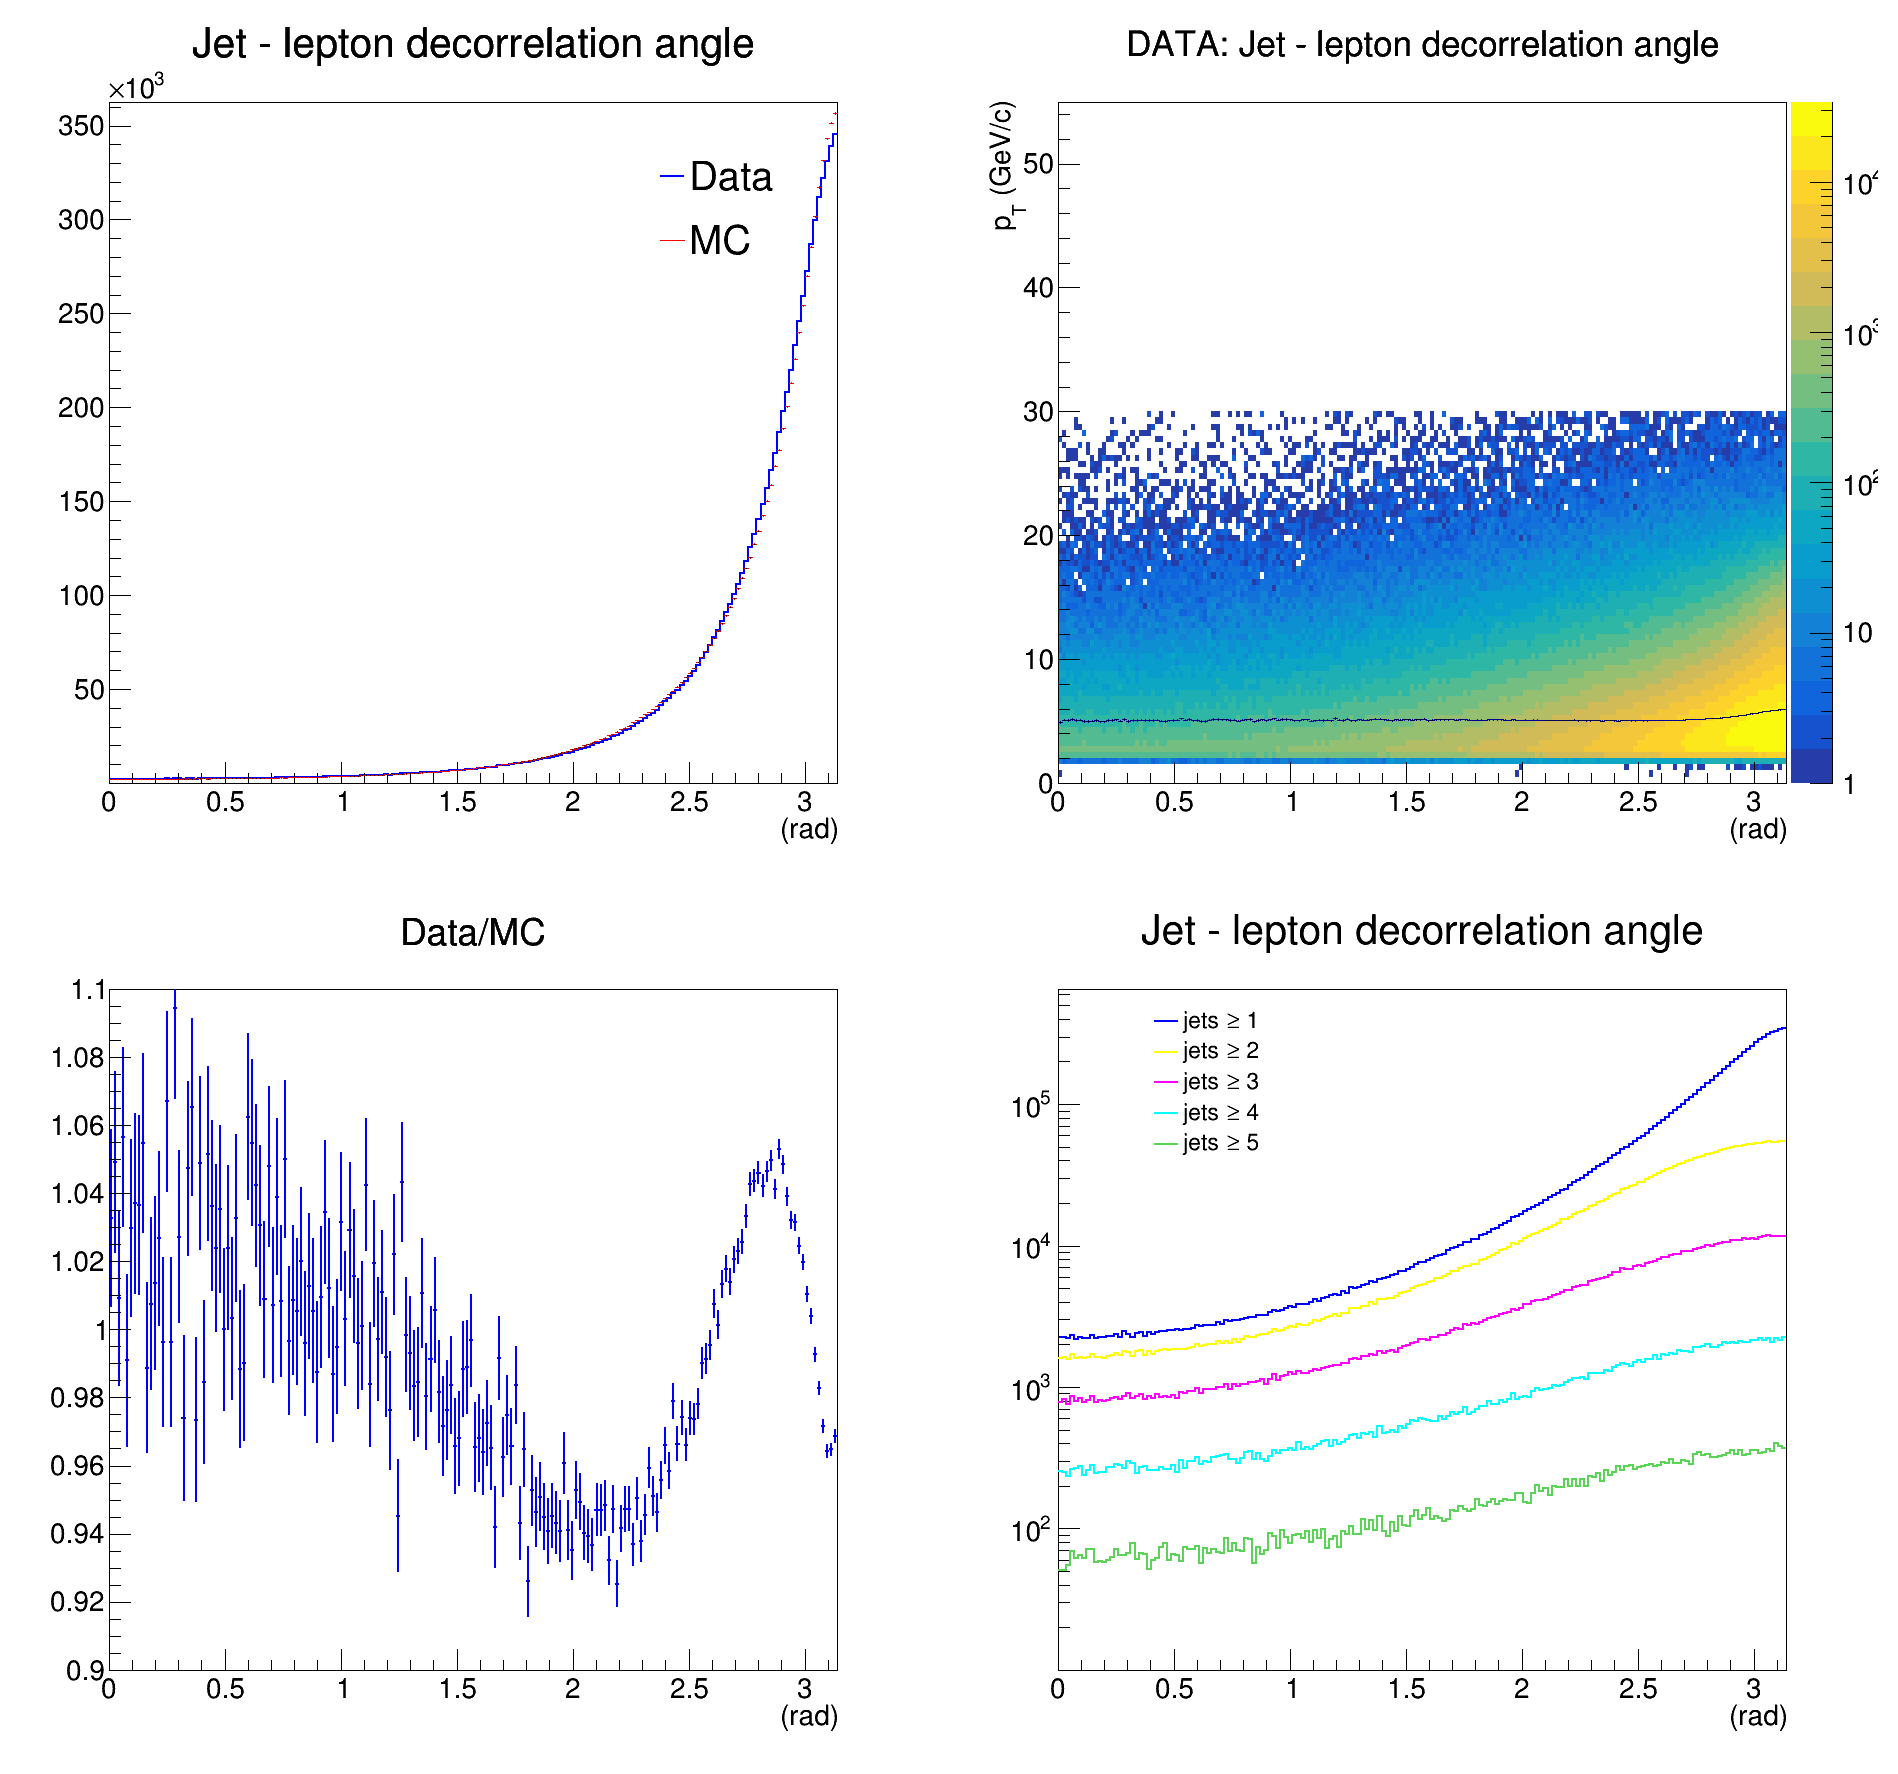 Jet - lepton decorrelation angle
×10³
350
300
250
200
150
100
50
0 0.5 1 1.5 2 2.5 3
(rad)
Data
MC
DATA: Jet - lepton decorrelation angle
p_T (GeV/c)
50
40
30
20
10
0
0 0.5 1 1.5 2 2.5 3
(rad)
10⁴
10³
10²
10
1
Data/MC
1.1
1.08
1.06
1.04
1.02
1
0.98
0.96
0.94
0.92
0.9
0 0.5 1 1.5 2 2.5 3
(rad)
Jet - lepton decorrelation angle
jets ≥ 1
jets ≥ 2
jets ≥ 3
jets ≥ 4
jets ≥ 5
10⁵
10⁴
10³
10²
0 0.5 1 1.5 2 2.5 3
(rad)